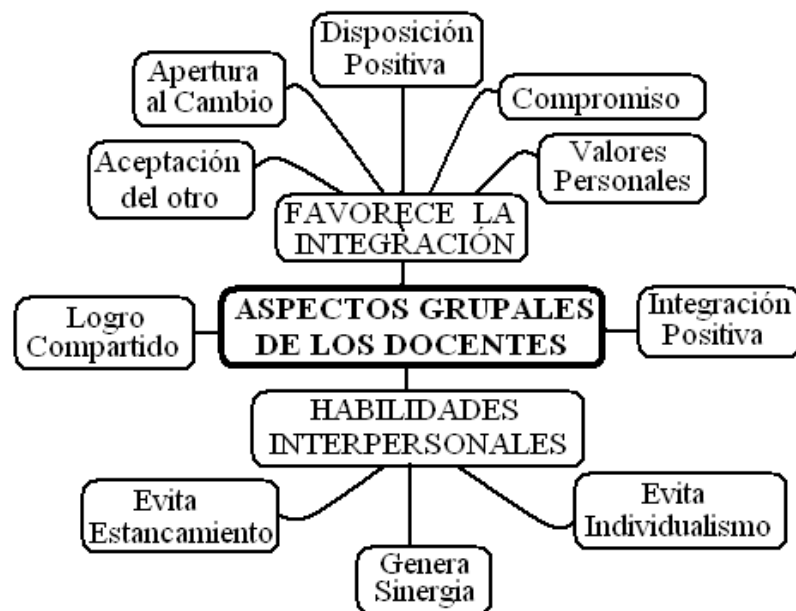 Disposición
Positiva
Apertura
al Cambio
Compromiso
Aceptación
del otro
Valores
Personales
FAVORECE LA
INTEGRACIÓN
Logro
Compartido
ASPECTOS GRUPALES
DE LOS DOCENTES
Integración
Positiva
HABILIDADES
INTERPERSONALES
Evita
Estancamiento
Evita
Individualismo
Genera
Sinergia